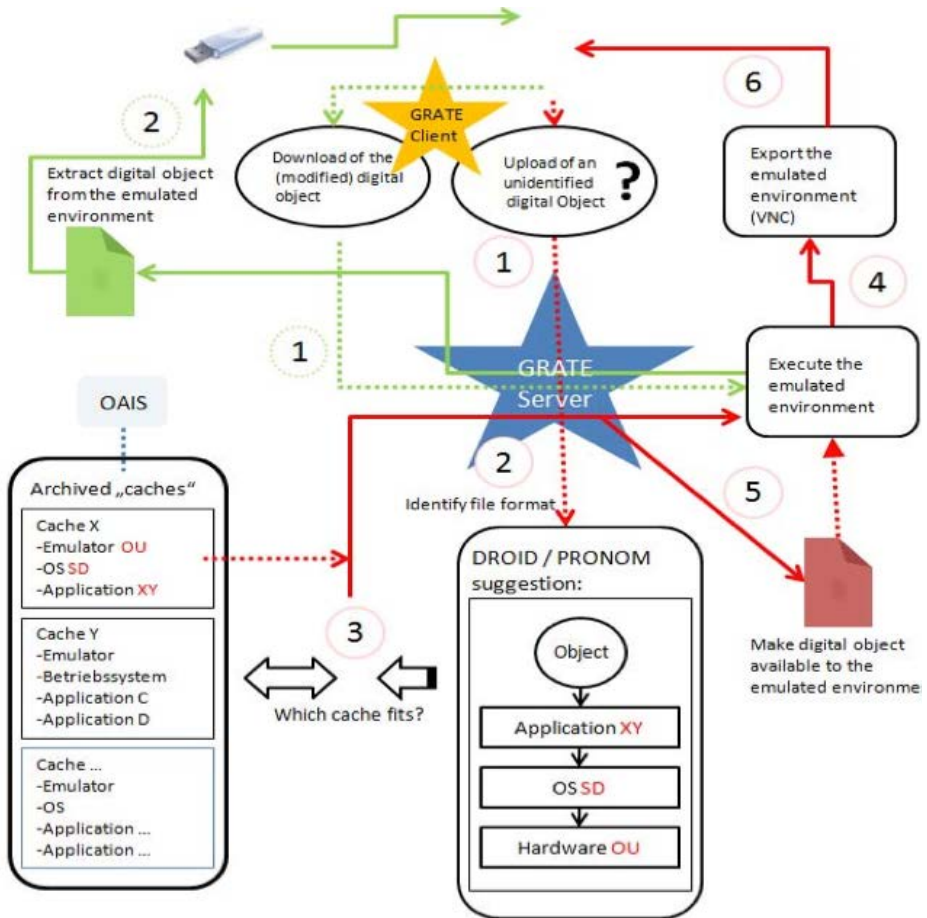 6
2
GRATE
Client
Download of the
(modified) digital
object
Upload of an
unidentified
digital Object
?
Export the
emulated
environment
(VNC)
Extract digital object
from the emulated
environment
1
4
1
GRATE
Server
Execute the
emulated
environment
OAIS
2
Identify file format
5
Archived „caches“
Cache X
-Emulator OU
-OS SD
-Application XY
Cache Y
-Emulator
-Betriebssystem
-Application C
-Application D
Cache ...
-Emulator
-OS
-Application ...
-Application ...
3
Which cache fits?
DROID / PRONOM
suggestion:
Object
Application XY
OS SD
Hardware OU
Make digital object
available to the
emulated environme